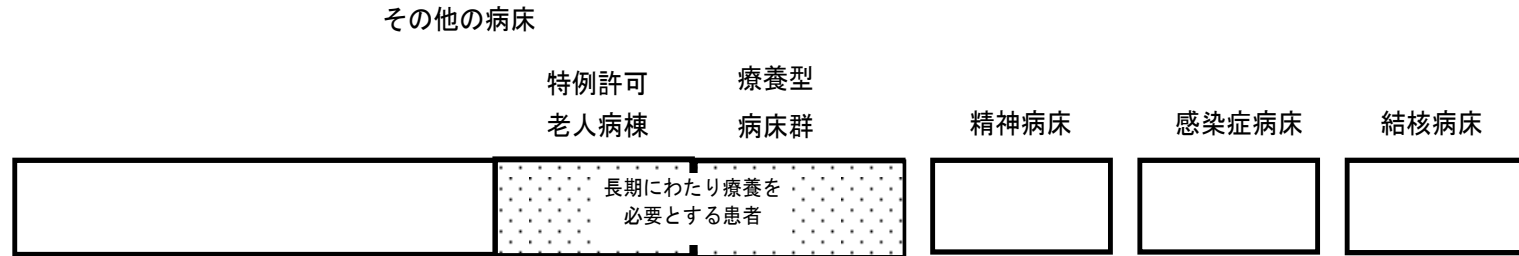 その他の病床
特例許可
老人病棟
療養型
病床群
精神病床
感染症病床
結核病床
長期にわたり療養を
必要とする患者